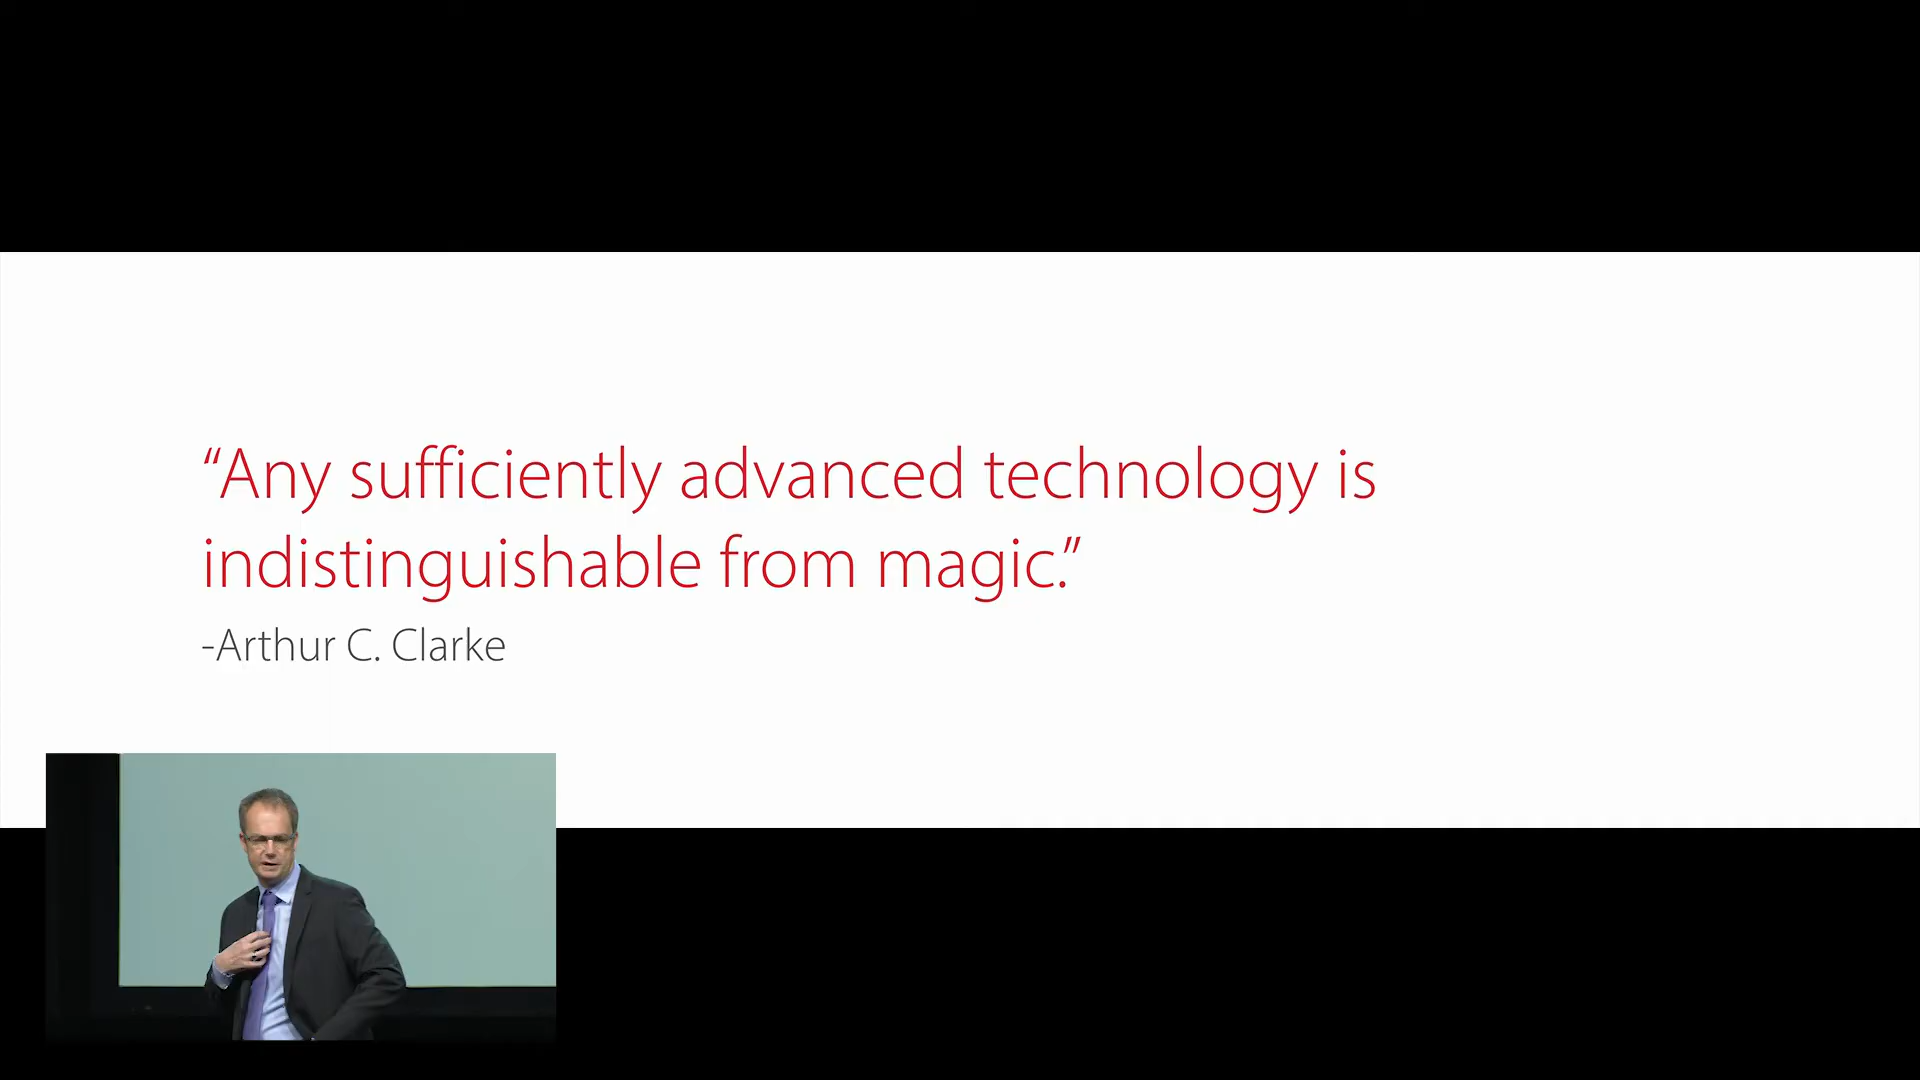 “Any sufficiently advanced technology is
indistinguishable from magic.”
-Arthur C. Clarke